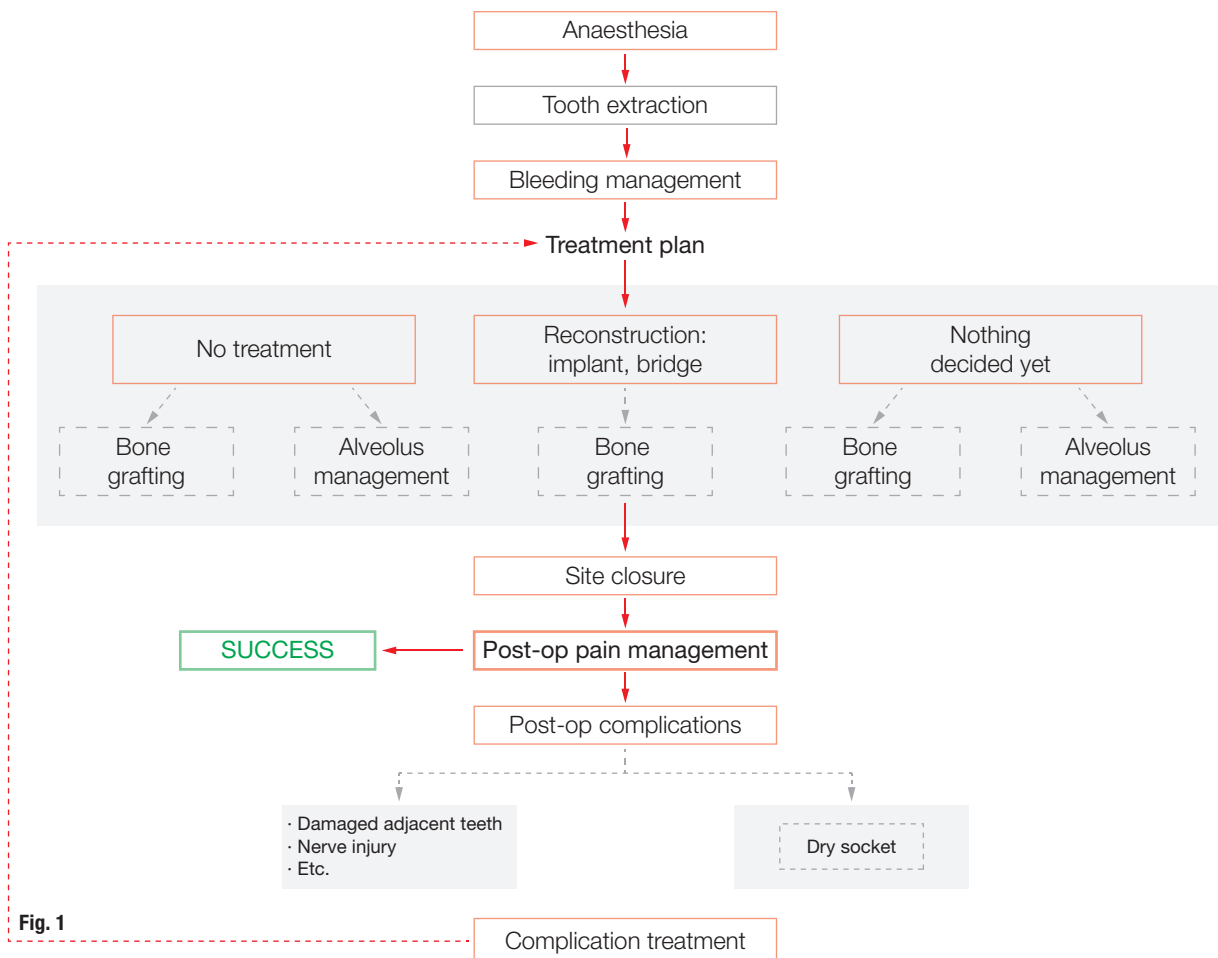 Anaesthesia
Tooth extraction
Bleeding management
Treatment plan
No treatment
Reconstruction:
implant, bridge
Nothing
decided yet
Bone
grafting
Alveolus
management
Bone
grafting
Bone
grafting
Alveolus
management
Site closure
SUCCESS
Post-op pain management
Post-op complications
· Damaged adjacent teeth
· Nerve injury
· Etc.
Dry socket
Fig. 1
Complication treatment